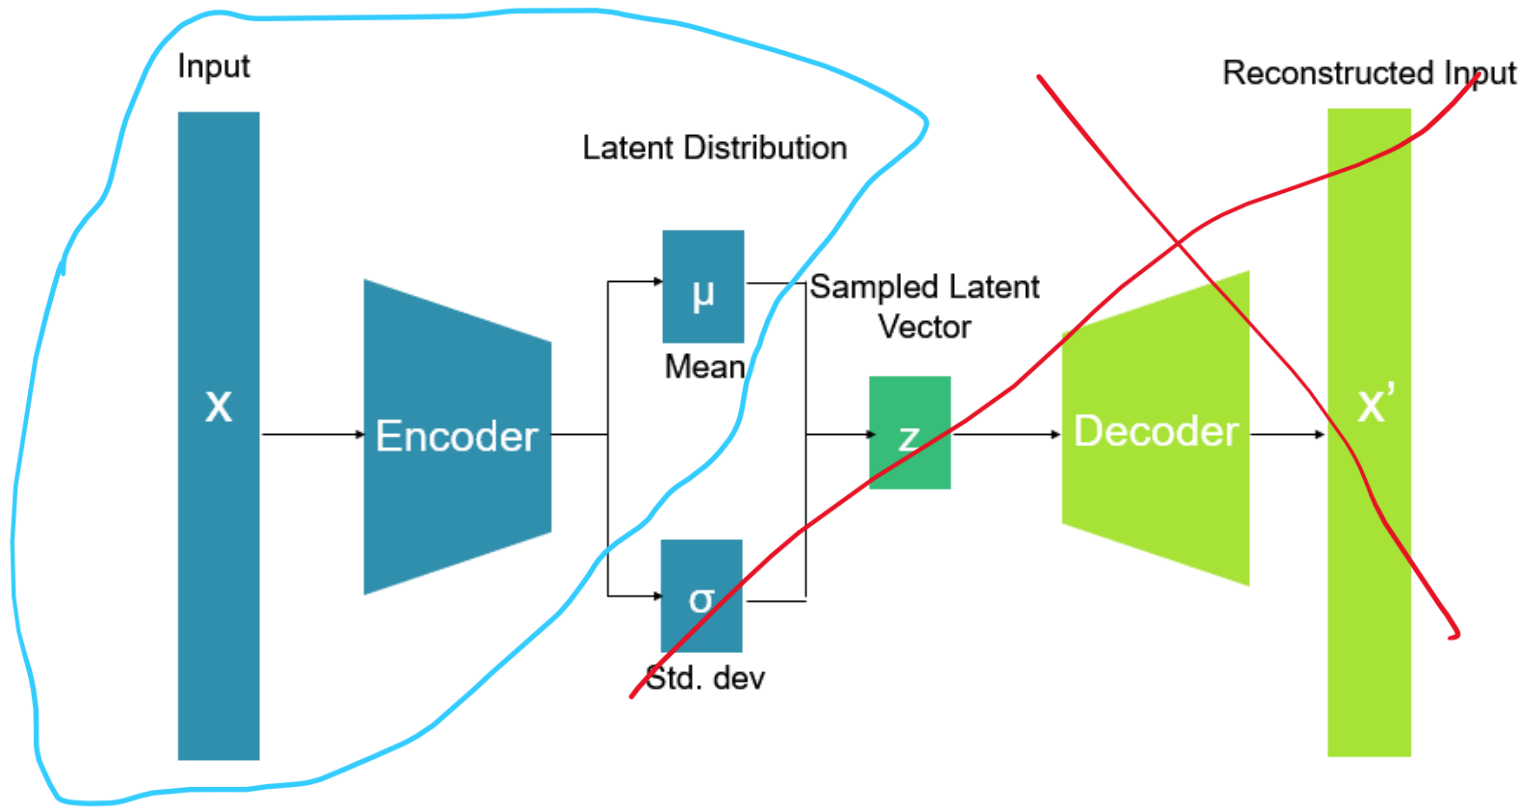 Input
Reconstructed Input
Latent Distribution
μ
Mean
Sampled Latent
Vector
X
Encoder
z
Decoder
X’
σ
Std. dev